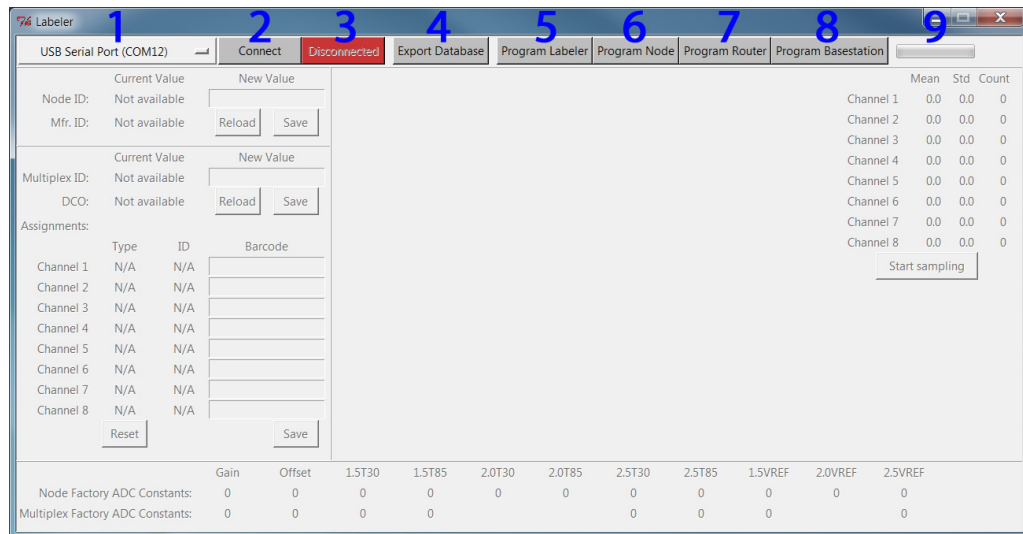 Labeler
1 2 3 4 5 6 7 8 9
USB Serial Port (COM12) Connect Disconnected Export Database Program Labeler Program Node Program Router Program Basestation
Current Value New Value
Node ID: Not available
Mfr. ID: Not available Reload Save
Current Value New Value
Multiplex ID: Not available
DCO: Not available Reload Save
Assignments:
Type ID Barcode
Channel 1 N/A N/A
Channel 2 N/A N/A
Channel 3 N/A N/A
Channel 4 N/A N/A
Channel 5 N/A N/A
Channel 6 N/A N/A
Channel 7 N/A N/A
Channel 8 N/A N/A
Reset Save
Mean Std Count
Channel 1 0.0 0.0 0
Channel 2 0.0 0.0 0
Channel 3 0.0 0.0 0
Channel 4 0.0 0.0 0
Channel 5 0.0 0.0 0
Channel 6 0.0 0.0 0
Channel 7 0.0 0.0 0
Channel 8 0.0 0.0 0
Start sampling
Gain Offset 1.5T30 1.5T85 2.0T30 2.0T85 2.5T30 2.5T85 1.5VREF 2.0VREF 2.5VREF
Node Factory ADC Constants: 0 0 0 0 0 0 0 0 0 0 0
Multiplex Factory ADC Constants: 0 0 0 0 0 0 0 0